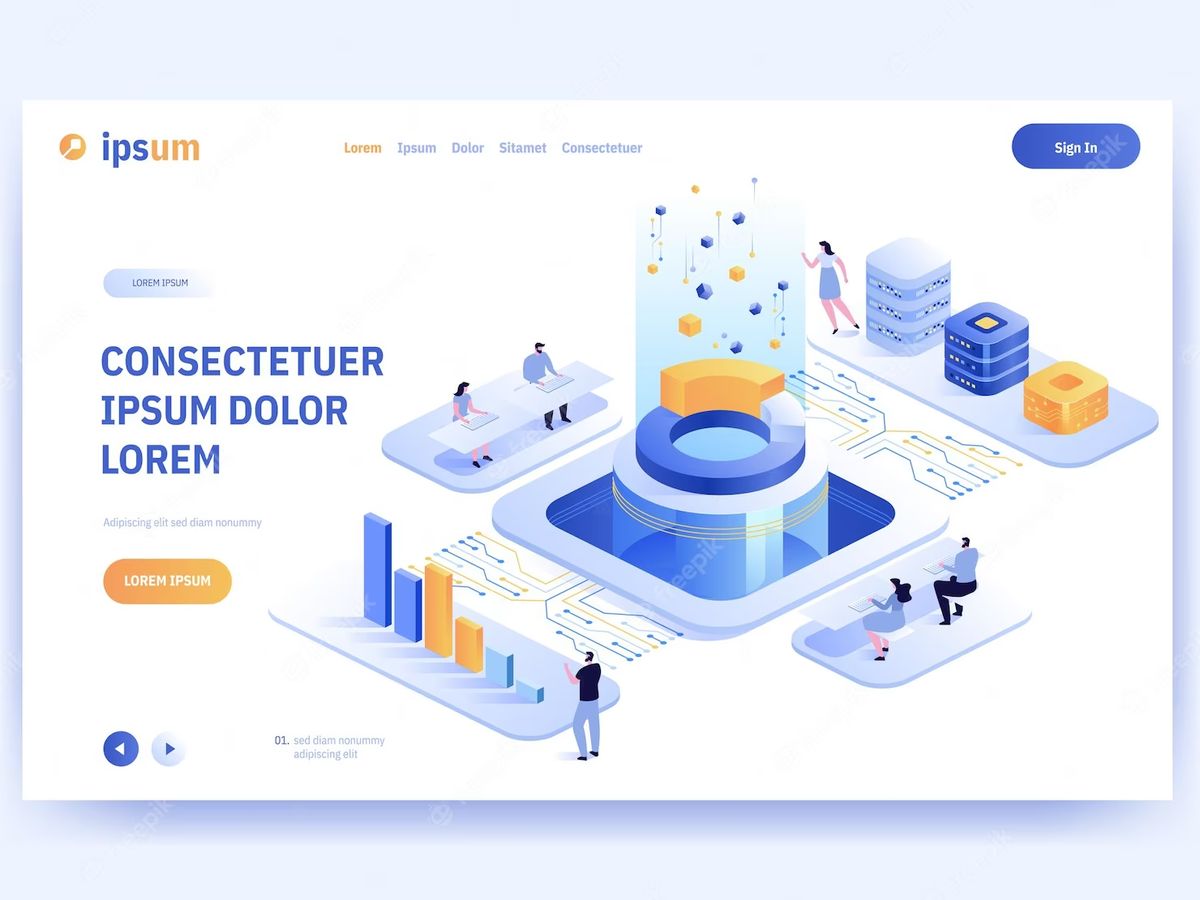 ipsum
Lorem Ipsum Dolor Sitamet Consectetuer
Sign In
LOREM IPSUM
CONSECTETUER
IPSUM DOLOR
LOREM
Adipiscing elit sed diam nonummy
LOREM IPSUM
01. sed diam nonummy
adipiscing elit
freepik